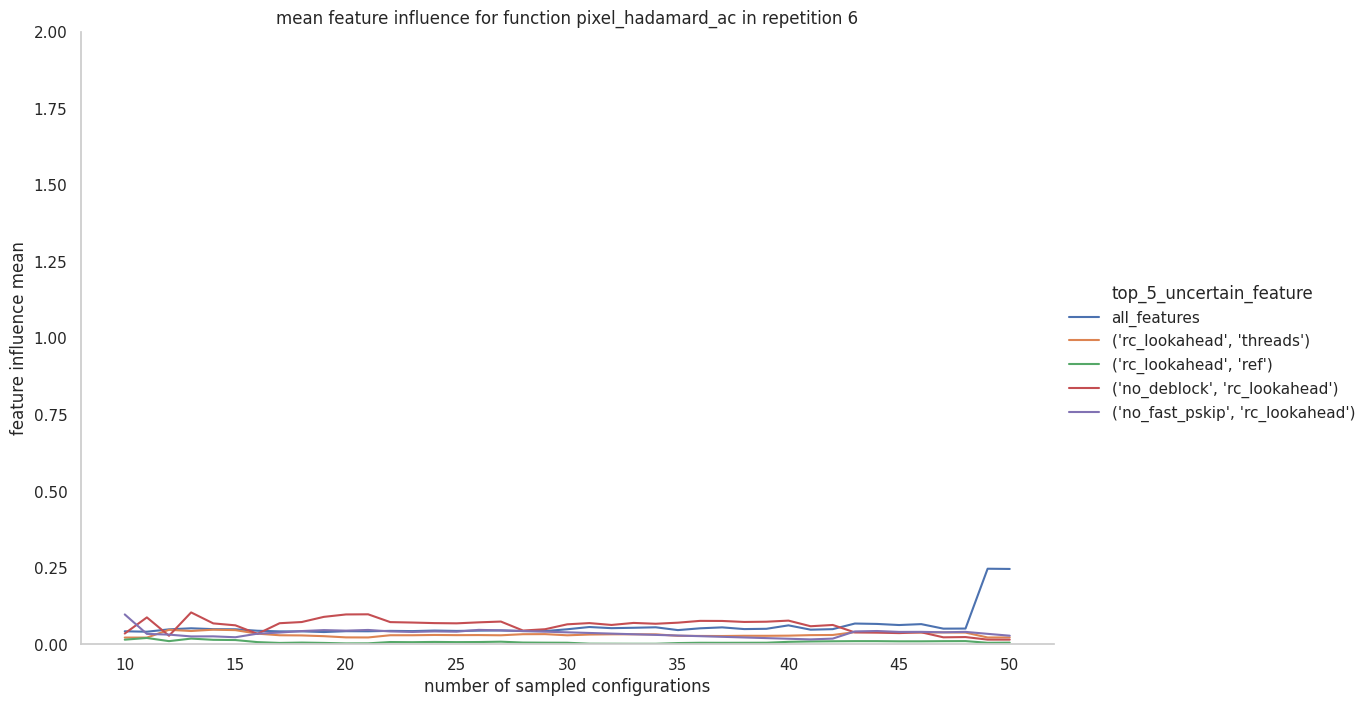 mean feature influence for function pixel_hadamard_ac in repetition 6
2.00
1.75
1.50
1.25
1.00
0.75
0.50
0.25
0.00
feature influence mean
10 15 20 25 30 35 40 45 50
number of sampled configurations
top_5_uncertain_feature
all_features
('rc_lookahead', 'threads')
('rc_lookahead', 'ref')
('no_deblock', 'rc_lookahead')
('no_fast_pskip', 'rc_lookahead')